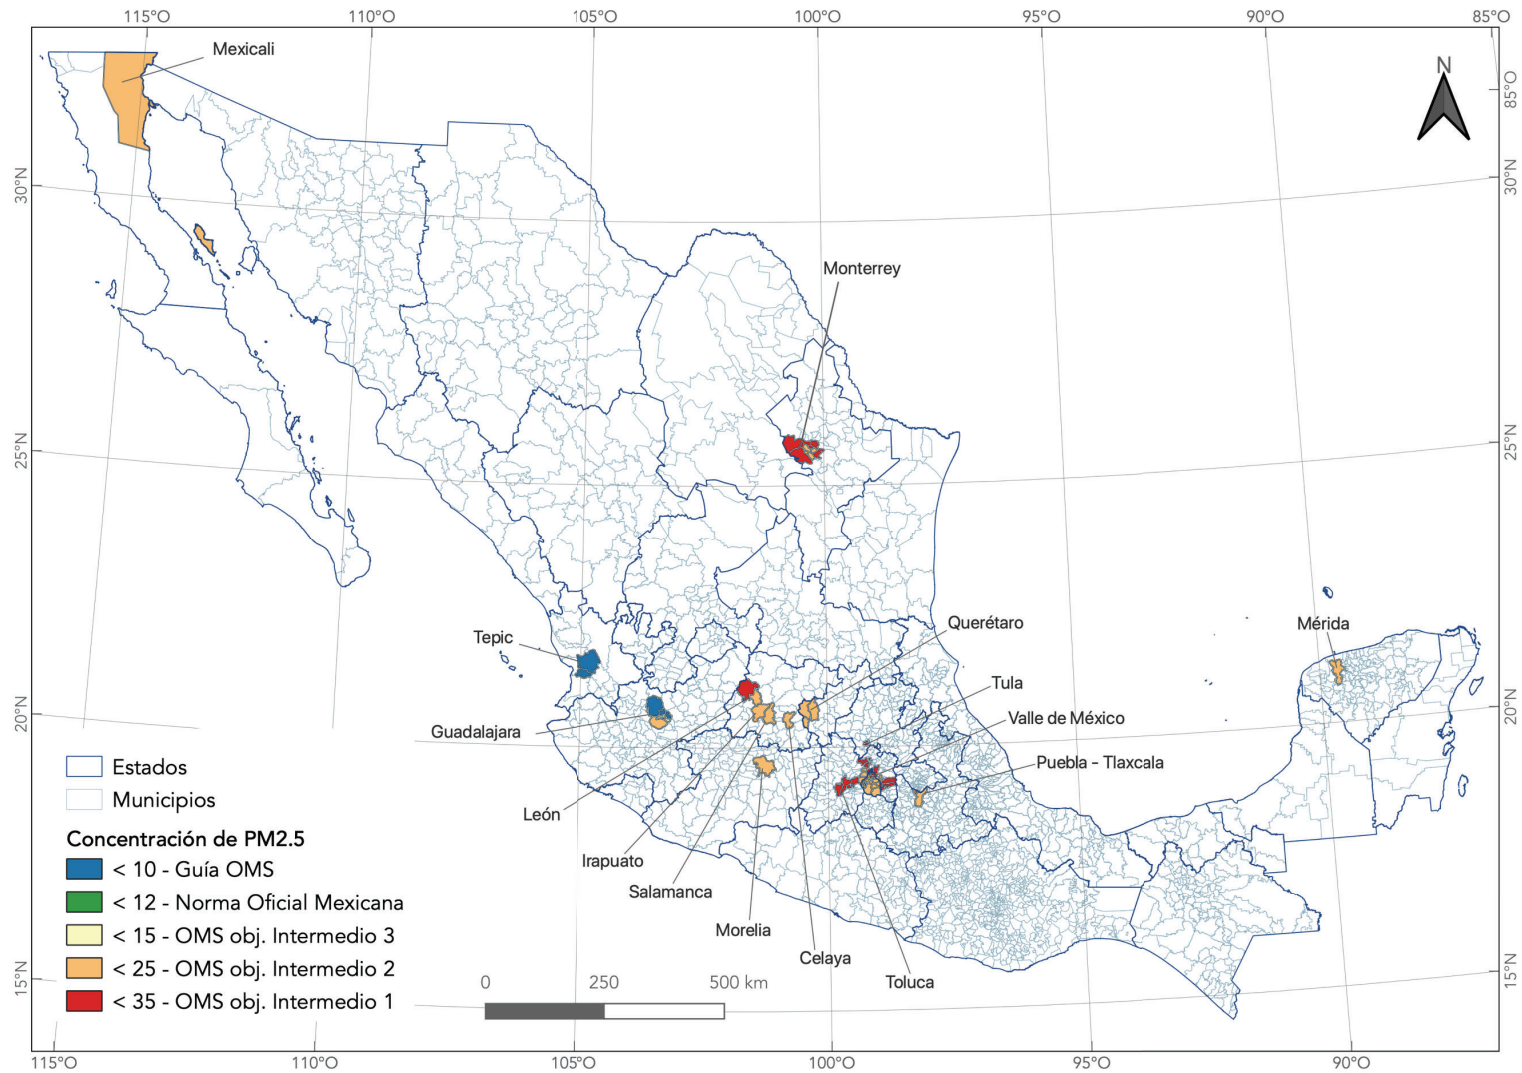 115°O 110°O 105°O 100°O 95°O 90°O 85°O
Mexicali
N
85°O
30°N
30°N
Monterrey
25°N
25°N
Querétaro
Mérida
Tepic
Tula
20°N
20°N
Valle de México
Guadalajara
Puebla - Tlaxcala
Estados
Municipios
León
Concentración de PM2.5
< 10 - Guía OMS
Irapuato
Salamanca
< 12 - Norma Oficial Mexicana
Morelia
< 15 - OMS obj. Intermedio 3
Celaya
< 25 - OMS obj. Intermedio 2
Toluca
0 250 500 km
15°N
15°N
< 35 - OMS obj. Intermedio 1
115°O 110°O 105°O 100°O 95°O 90°O